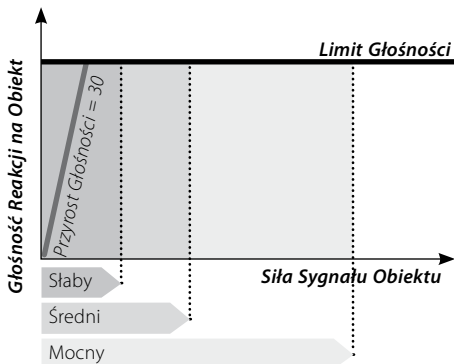 Limit Głośności
Głośność Reakcji na Obiekt
Przyrost Głośności = 30
Siła Sygnału Obiektu
Słaby
Średni
Mocny